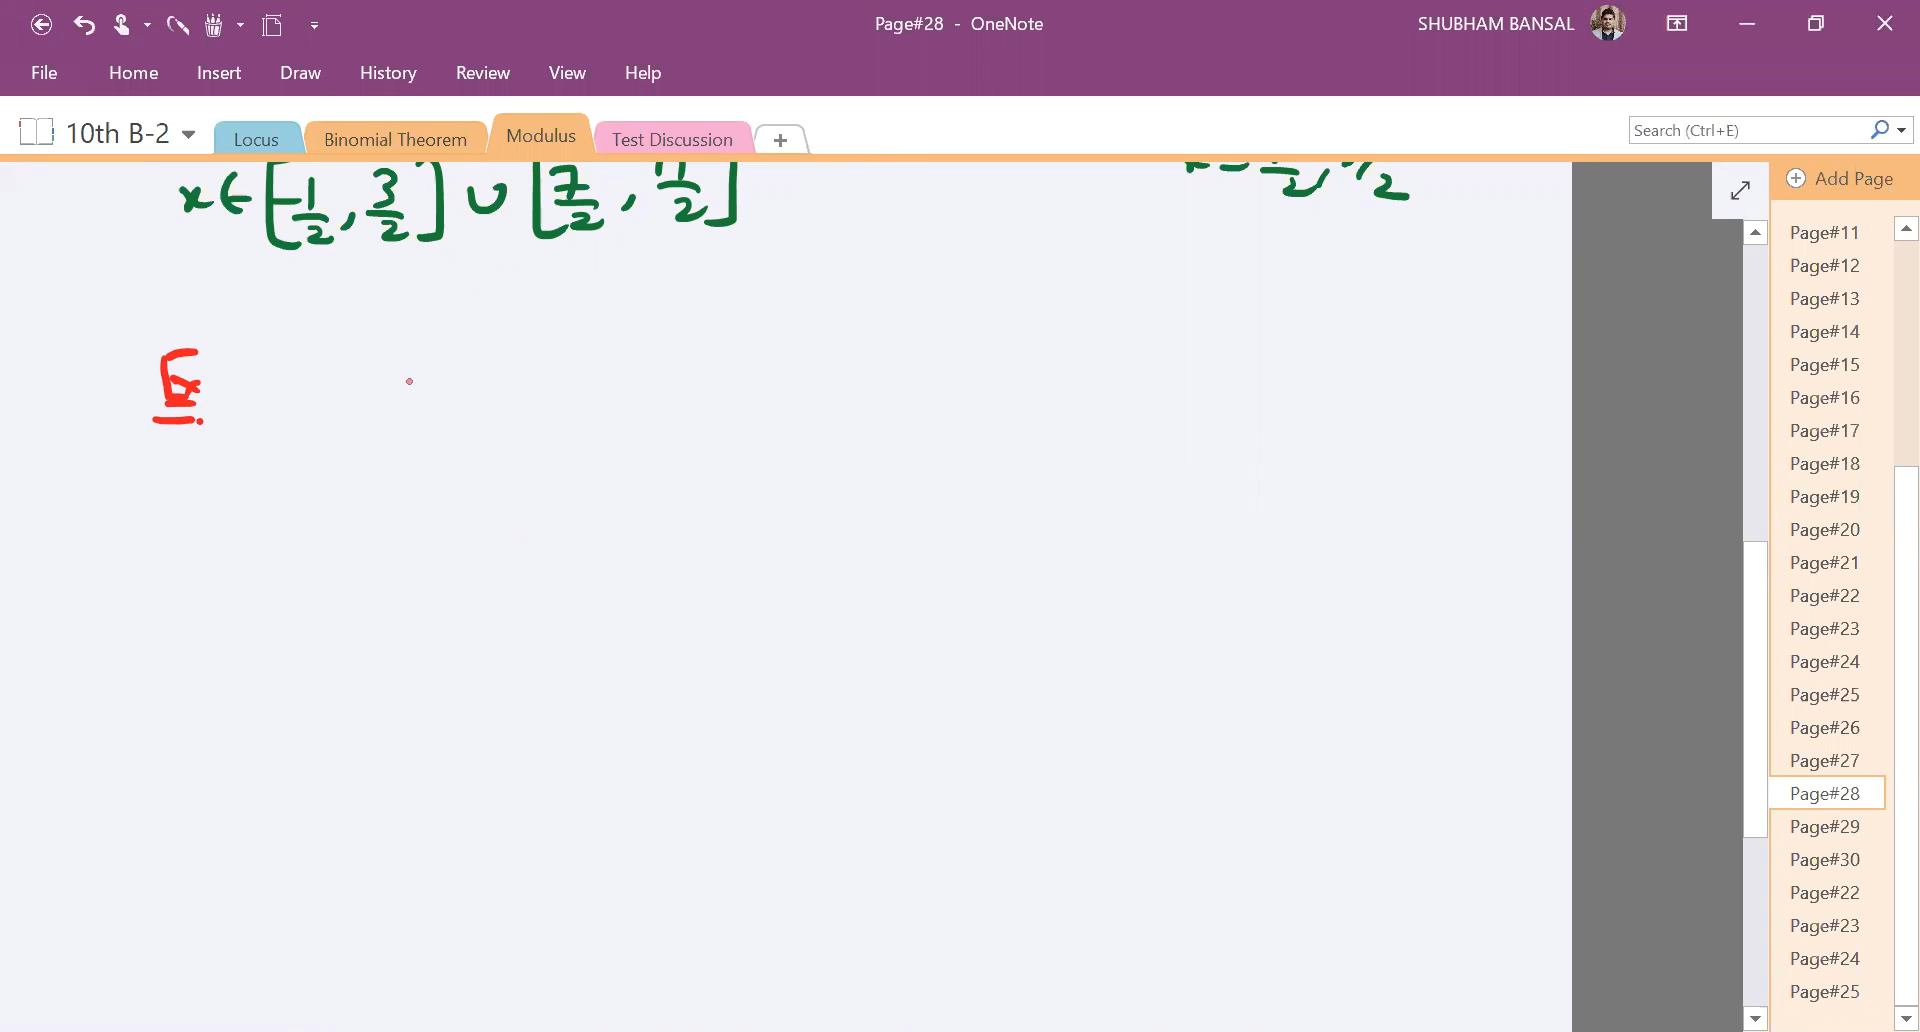 Page#28 - OneNote
SHUBHAM BANSAL
File Home Insert Draw History Review View Help
10th B-2
Locus Binomial Theorem Modulus Test Discussion +
Search (Ctrl+E)
x ∈ [-1/2, 3/2] ∪ [7/2, 11/2]
Ex.
Add Page
Page#11
Page#12
Page#13
Page#14
Page#15
Page#16
Page#17
Page#18
Page#19
Page#20
Page#21
Page#22
Page#23
Page#24
Page#25
Page#26
Page#27
Page#28
Page#29
Page#30
Page#22
Page#23
Page#24
Page#25